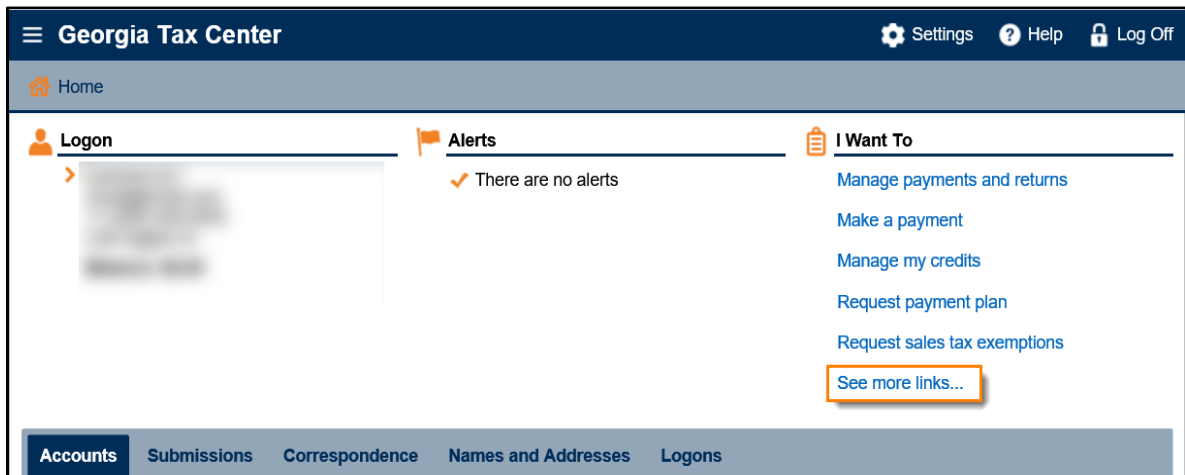 Georgia Tax Center
Settings
Help
Log Off
Home
Logon
Alerts
There are no alerts
I Want To
Manage payments and returns
Make a payment
Manage my credits
Request payment plan
Request sales tax exemptions
See more links...
Accounts
Submissions
Correspondence
Names and Addresses
Logons